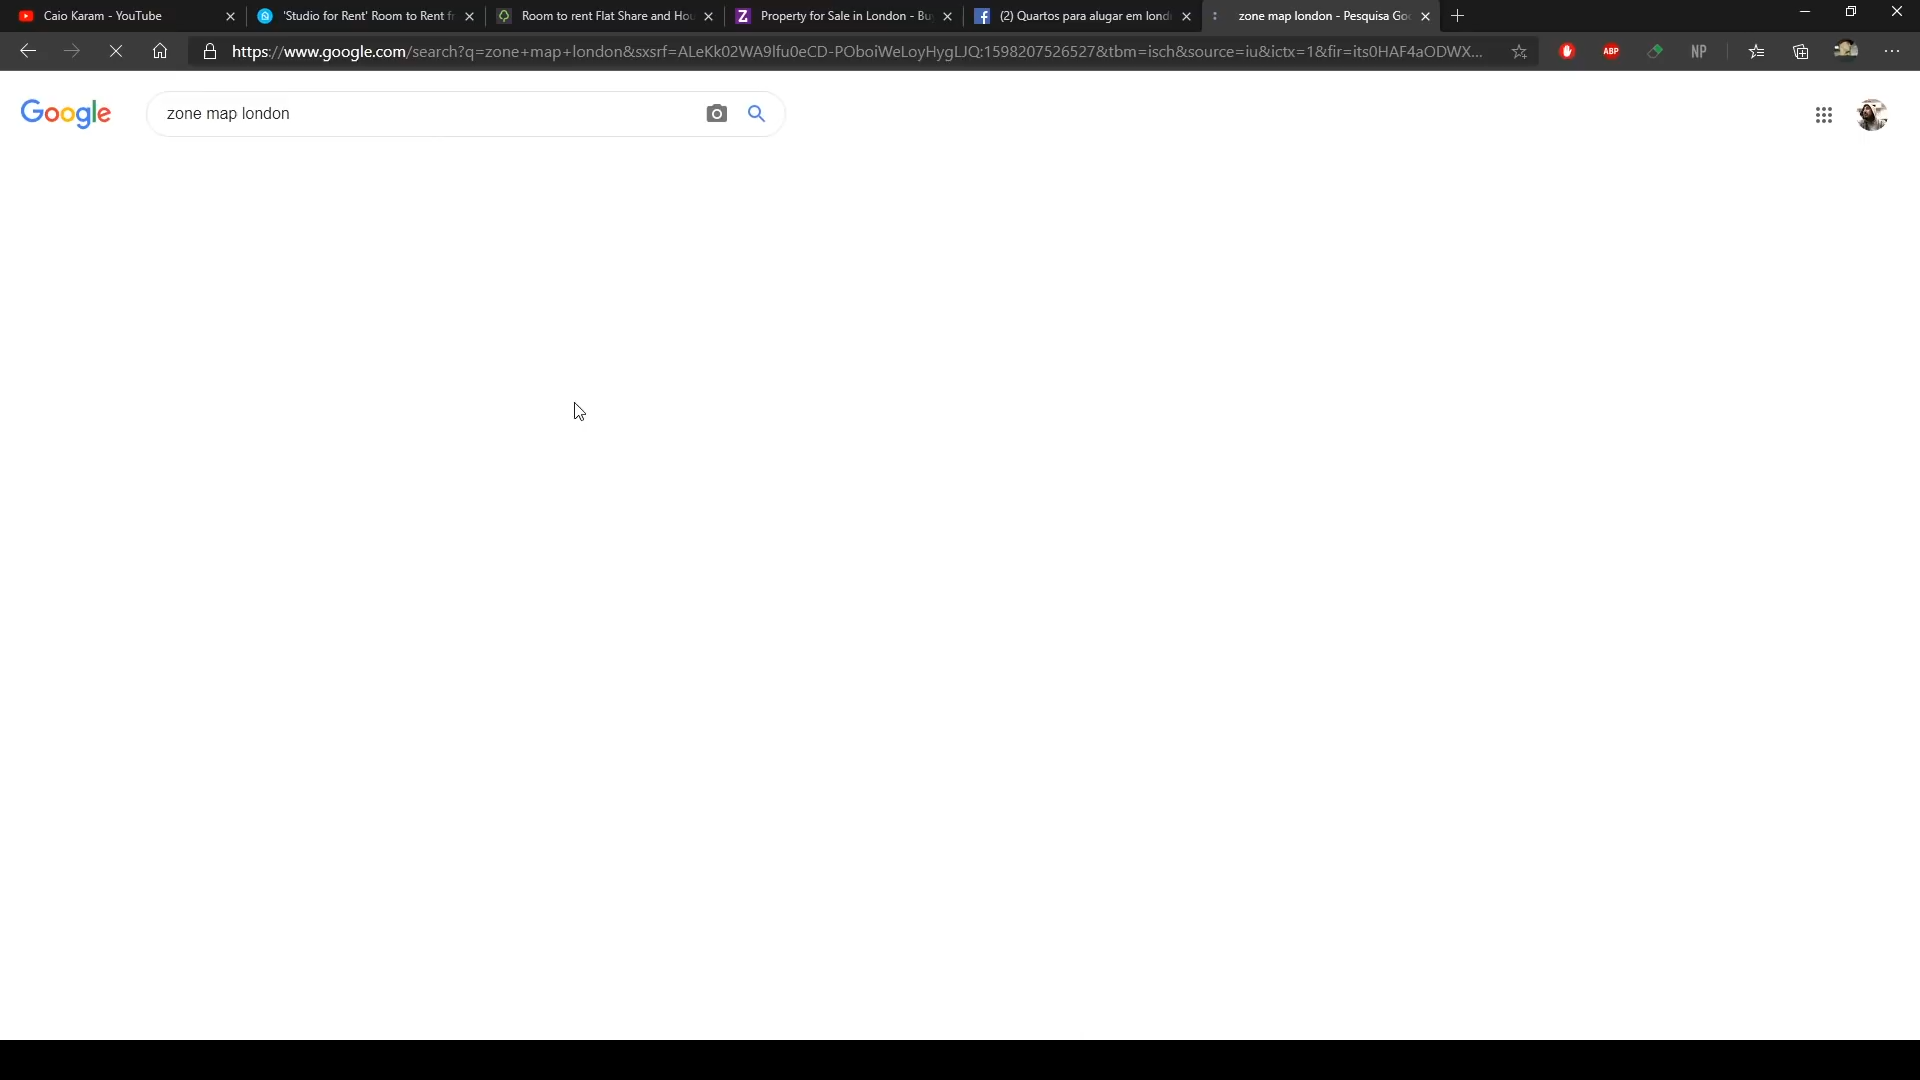 Caio Karam - YouTube
'Studio for Rent' Room to Rent fr
Room to rent Flat Share and Hou
Z
Property for Sale in London - Bu
(2) Quartos para alugar em lond
zone map london - Pesquisa Go
https://www.google.com/search?q=zone+map+london&sxsrf=ALeKk02WA9lfu0eCD-POboiWeLoyHygLJQ:1598207526527&tbm=isch&source=iu&ictx=1&fir=its0HAF4aODWX...
ABP
NP
Google
zone map london